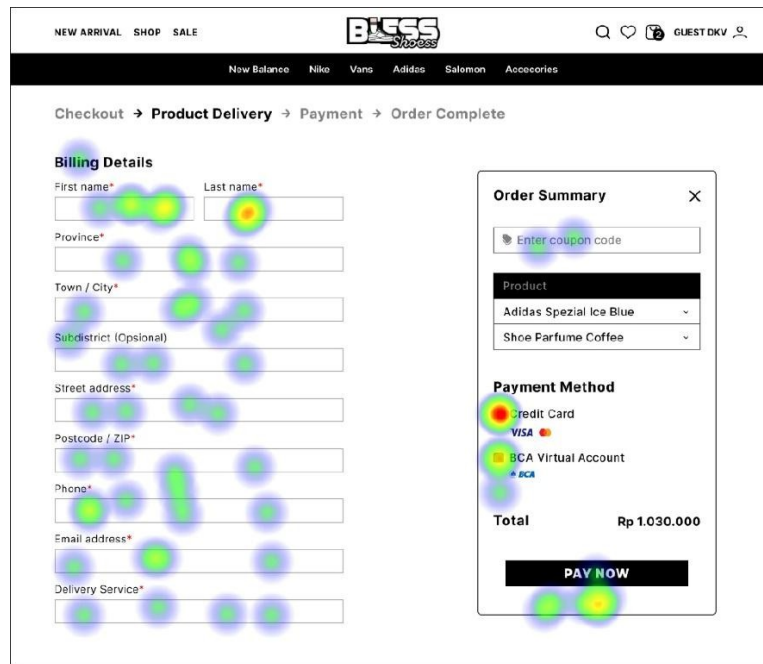 NEW ARRIVAL SHOP SALE
BLESS
Shoess
2
GUEST DKV
New Balance Nike Vans Adidas Salomon Accecories
Checkout → Product Delivery → Payment → Order Complete
Billing Details
First name* Last name*
Province*
Town / City*
Subdistrict (Opsional)
Street address*
Postcode / ZIP*
Phone*
Email address*
Delivery Service*
Order Summary
Enter coupon code
Product
Adidas Spezial Ice Blue
Shoe Parfume Coffee
Payment Method
Credit Card
VISA
BCA Virtual Account
BCA
Total Rp 1.030.000
PAY NOW